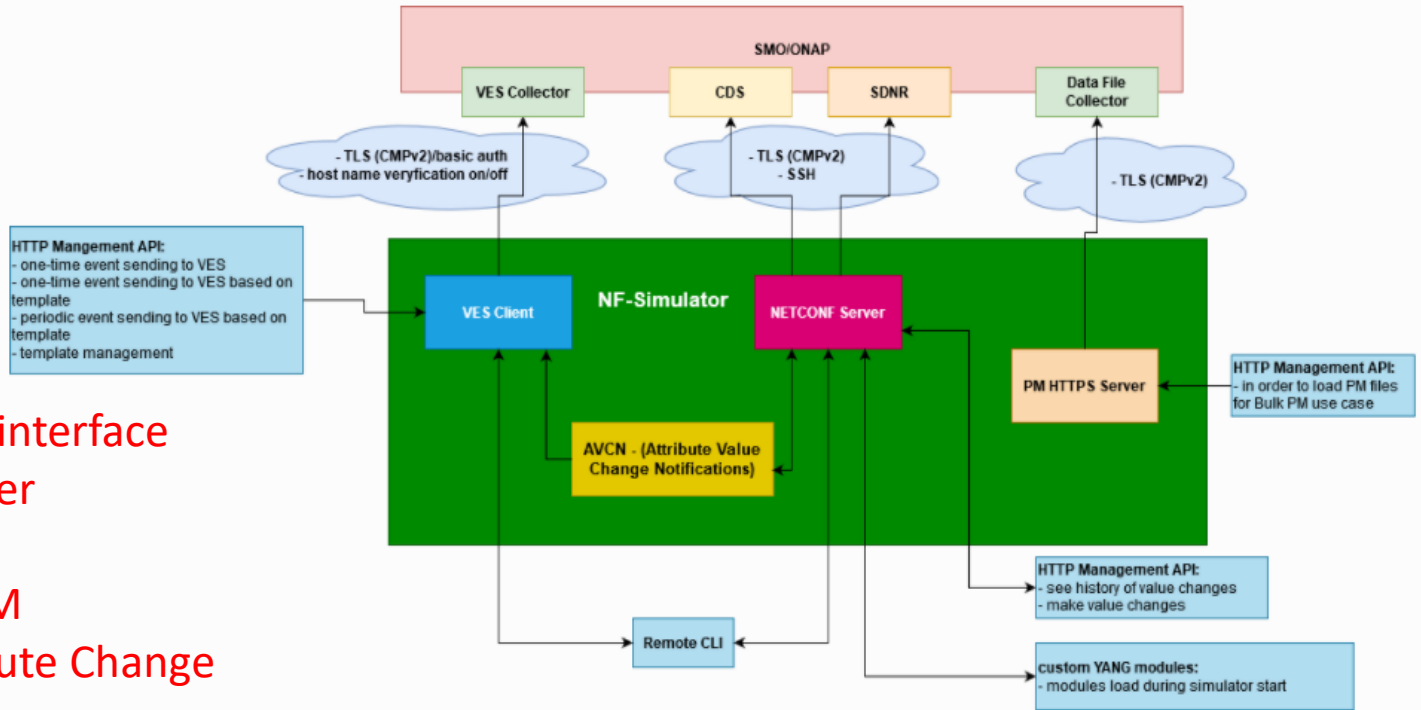 SMO/ONAP
VES Collector
CDS
SDNR
Data File
Collector
- TLS (CMPv2)/basic auth
- host name veryfication on/off
- TLS (CMPv2)
- SSH
- TLS (CMPv2)
HTTP Mangement API:
- one-time event sending to VES
- one-time event sending to VES based on
template
- periodic event sending to VES based on
template
- template management
VES Client
NF-Simulator
NETCONF Server
PM HTTPS Server
HTTP Management API:
- in order to load PM files
for Bulk PM use case
AVCN - (Attribute Value
Change Notifications)
interface
er
M
ute Change
Remote CLI
HTTP Management API:
- see history of value changes
- make value changes
custom YANG modules:
- modules load during simulator start